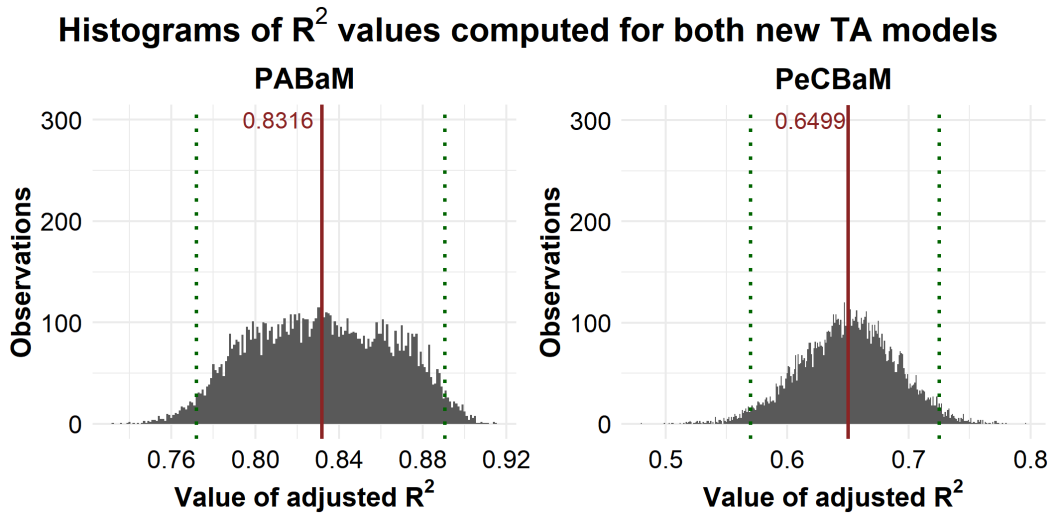 Histograms of R² values computed for both new TA models
PABaM
Observations
300
200
100
0
0.8316
0.76 0.80 0.84 0.88 0.92
Value of adjusted R²
PeCBaM
Observations
300
200
100
0
0.6499
0.5 0.6 0.7 0.8
Value of adjusted R²